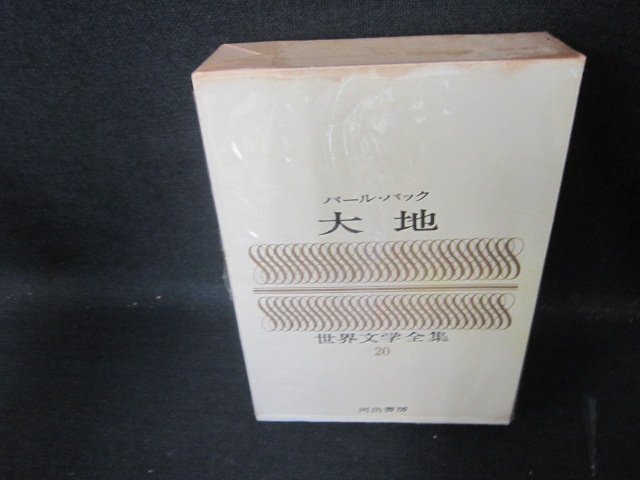 パール・バック
大地
世界文学全集
20
河出書房